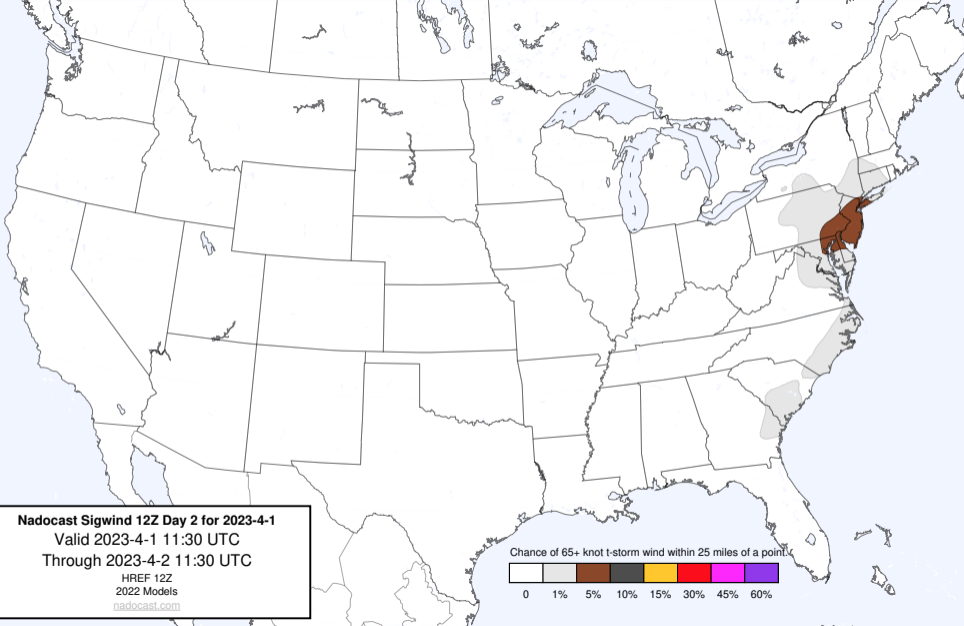 Nadocast Sigwind 12Z Day 2 for 2023-4-1
Valid 2023-4-1 11:30 UTC
Through 2023-4-2 11:30 UTC
HREF 12Z
2022 Models
nadocast.com
Chance of 65+ knot t-storm wind within 25 miles of a point.
0 1% 5% 10% 15% 30% 45% 60%